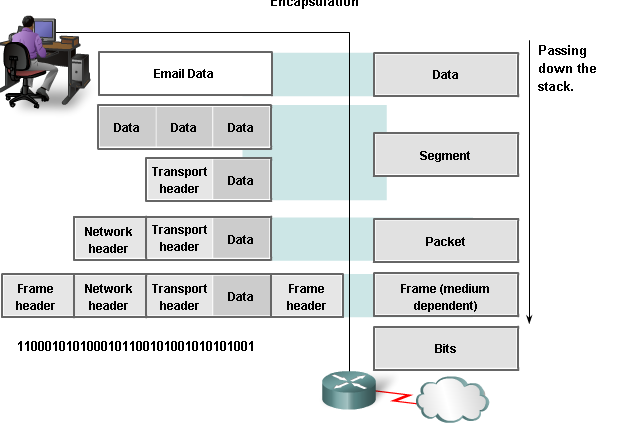 Encapsulation
Passing
down the
stack.
Email Data
Data
Data Data Data
Segment
Transport
header
Data
Network
header
Transport
header
Data
Packet
Frame
header
Network
header
Transport
header
Data
Frame
header
Frame (medium
dependent)
1100010101000101100101001010101001
Bits